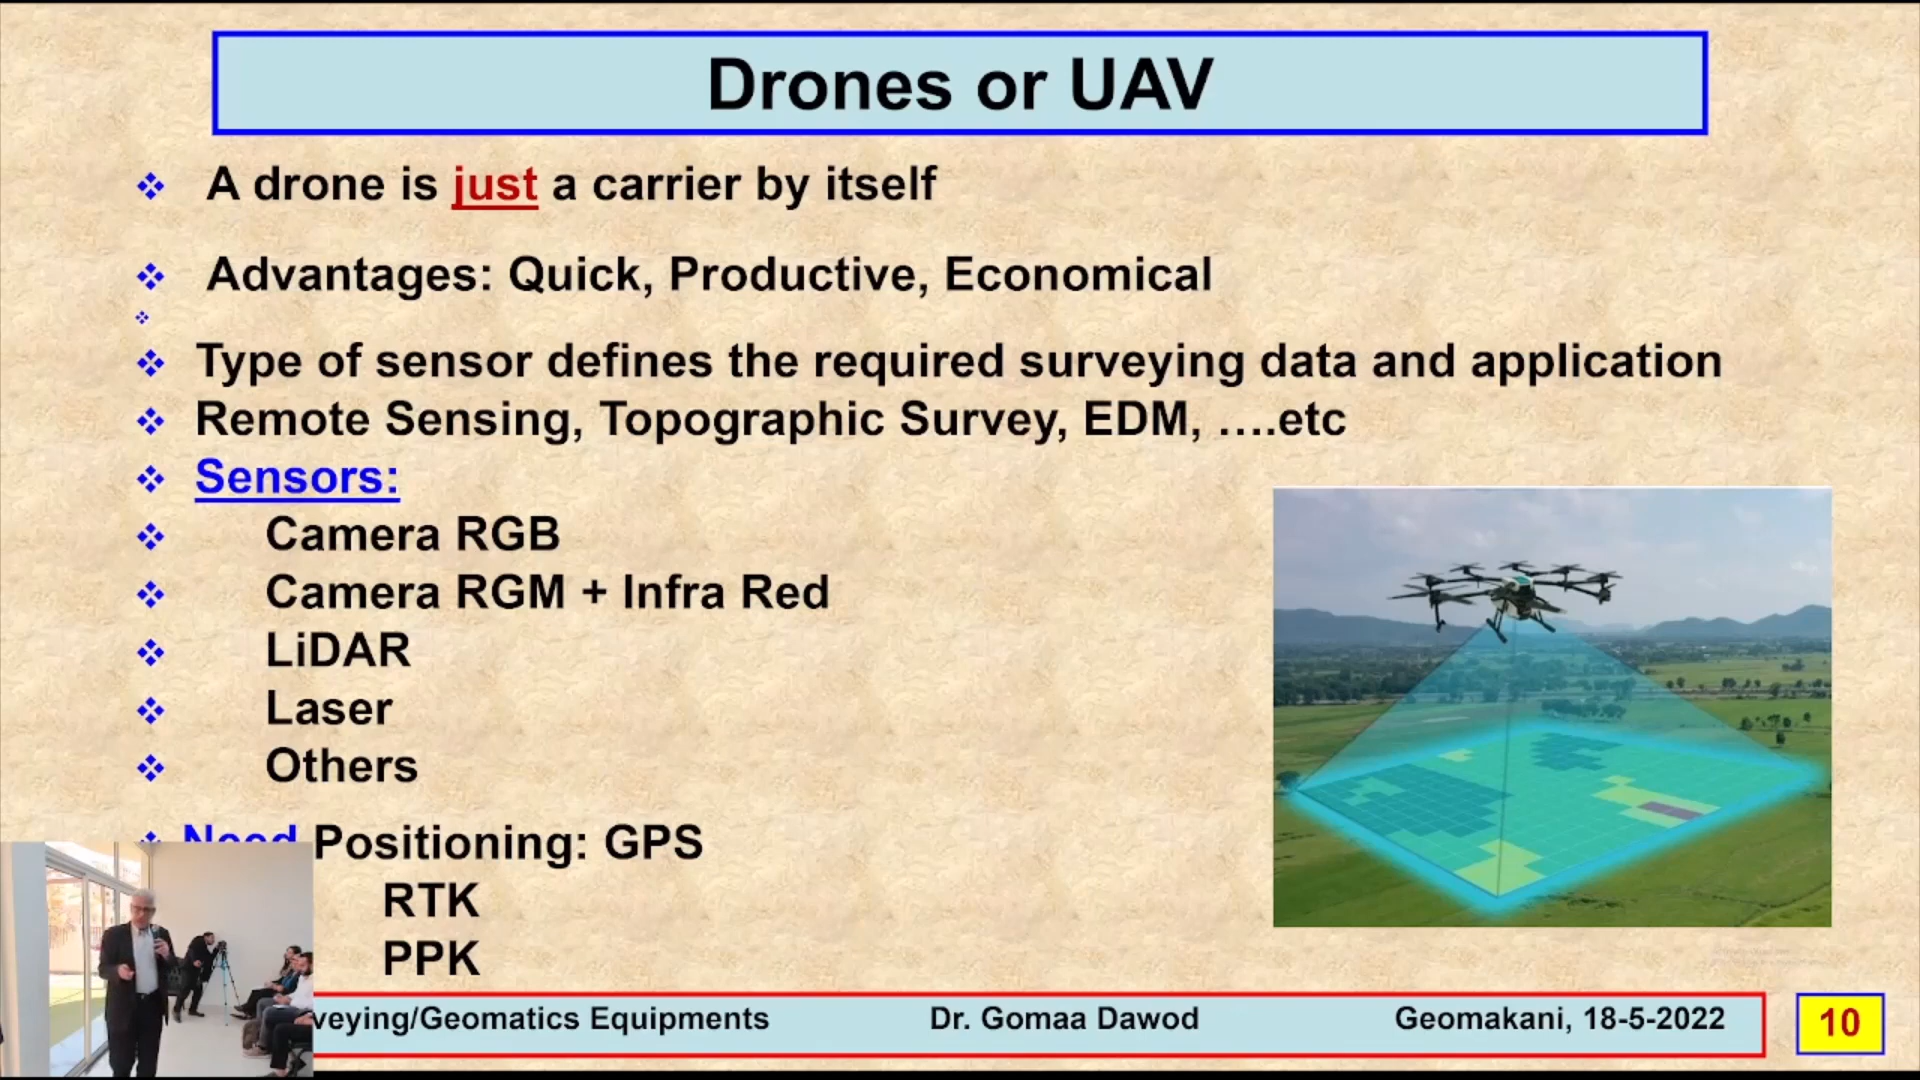 Drones or UAV
A drone is just a carrier by itself
Advantages: Quick, Productive, Economical
Type of sensor defines the required surveying data and application
Remote Sensing, Topographic Survey, EDM, ….etc
Sensors:
Camera RGB
Camera RGM + Infra Red
LiDAR
Laser
Others
Need Positioning: GPS
RTK
PPK
veying/Geomatics Equipments Dr. Gomaa Dawod Geomakani, 18-5-2022 10